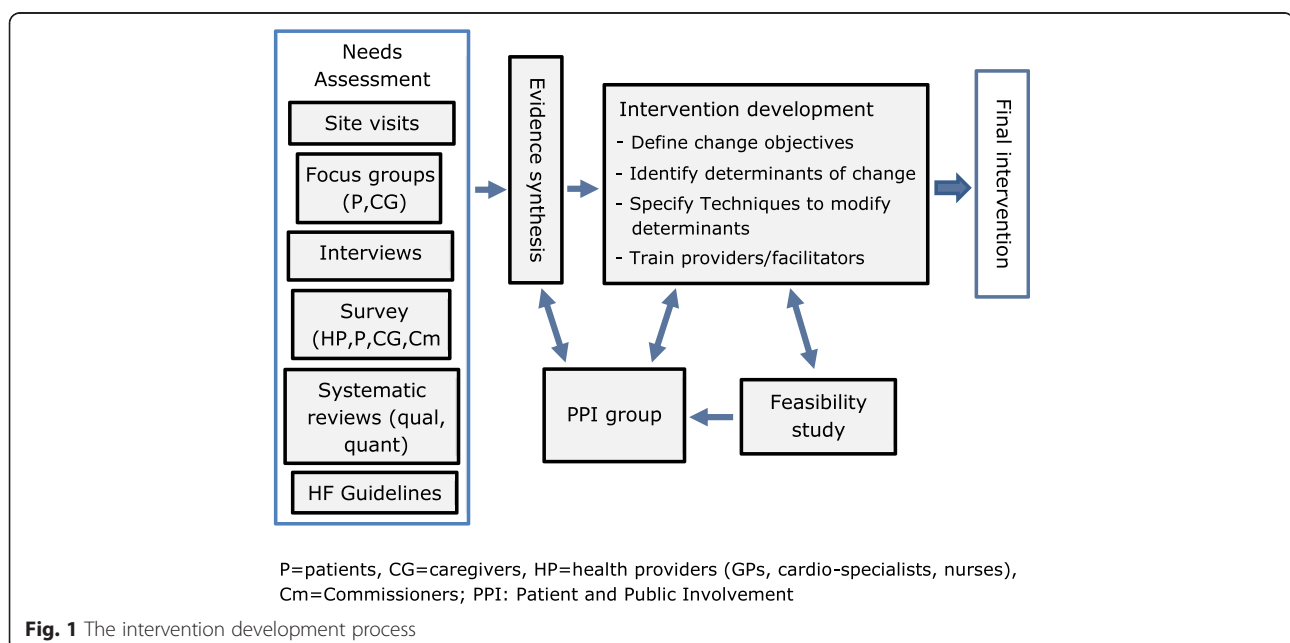 Needs
Assessment
Site visits
Focus groups
(P,CG)
Interviews
Survey
(HP,P,CG,Cm
Systematic
reviews (qual,
quant)
HF Guidelines
Evidence synthesis
Intervention development
- Define change objectives
- Identify determinants of change
- Specify Techniques to modify
determinants
- Train providers/facilitators
Final intervention
PPI group
Feasibility
study
P=patients, CG=caregivers, HP=health providers (GPs, cardio-specialists, nurses),
Cm=Commissioners; PPI: Patient and Public Involvement
Fig. 1 The intervention development process